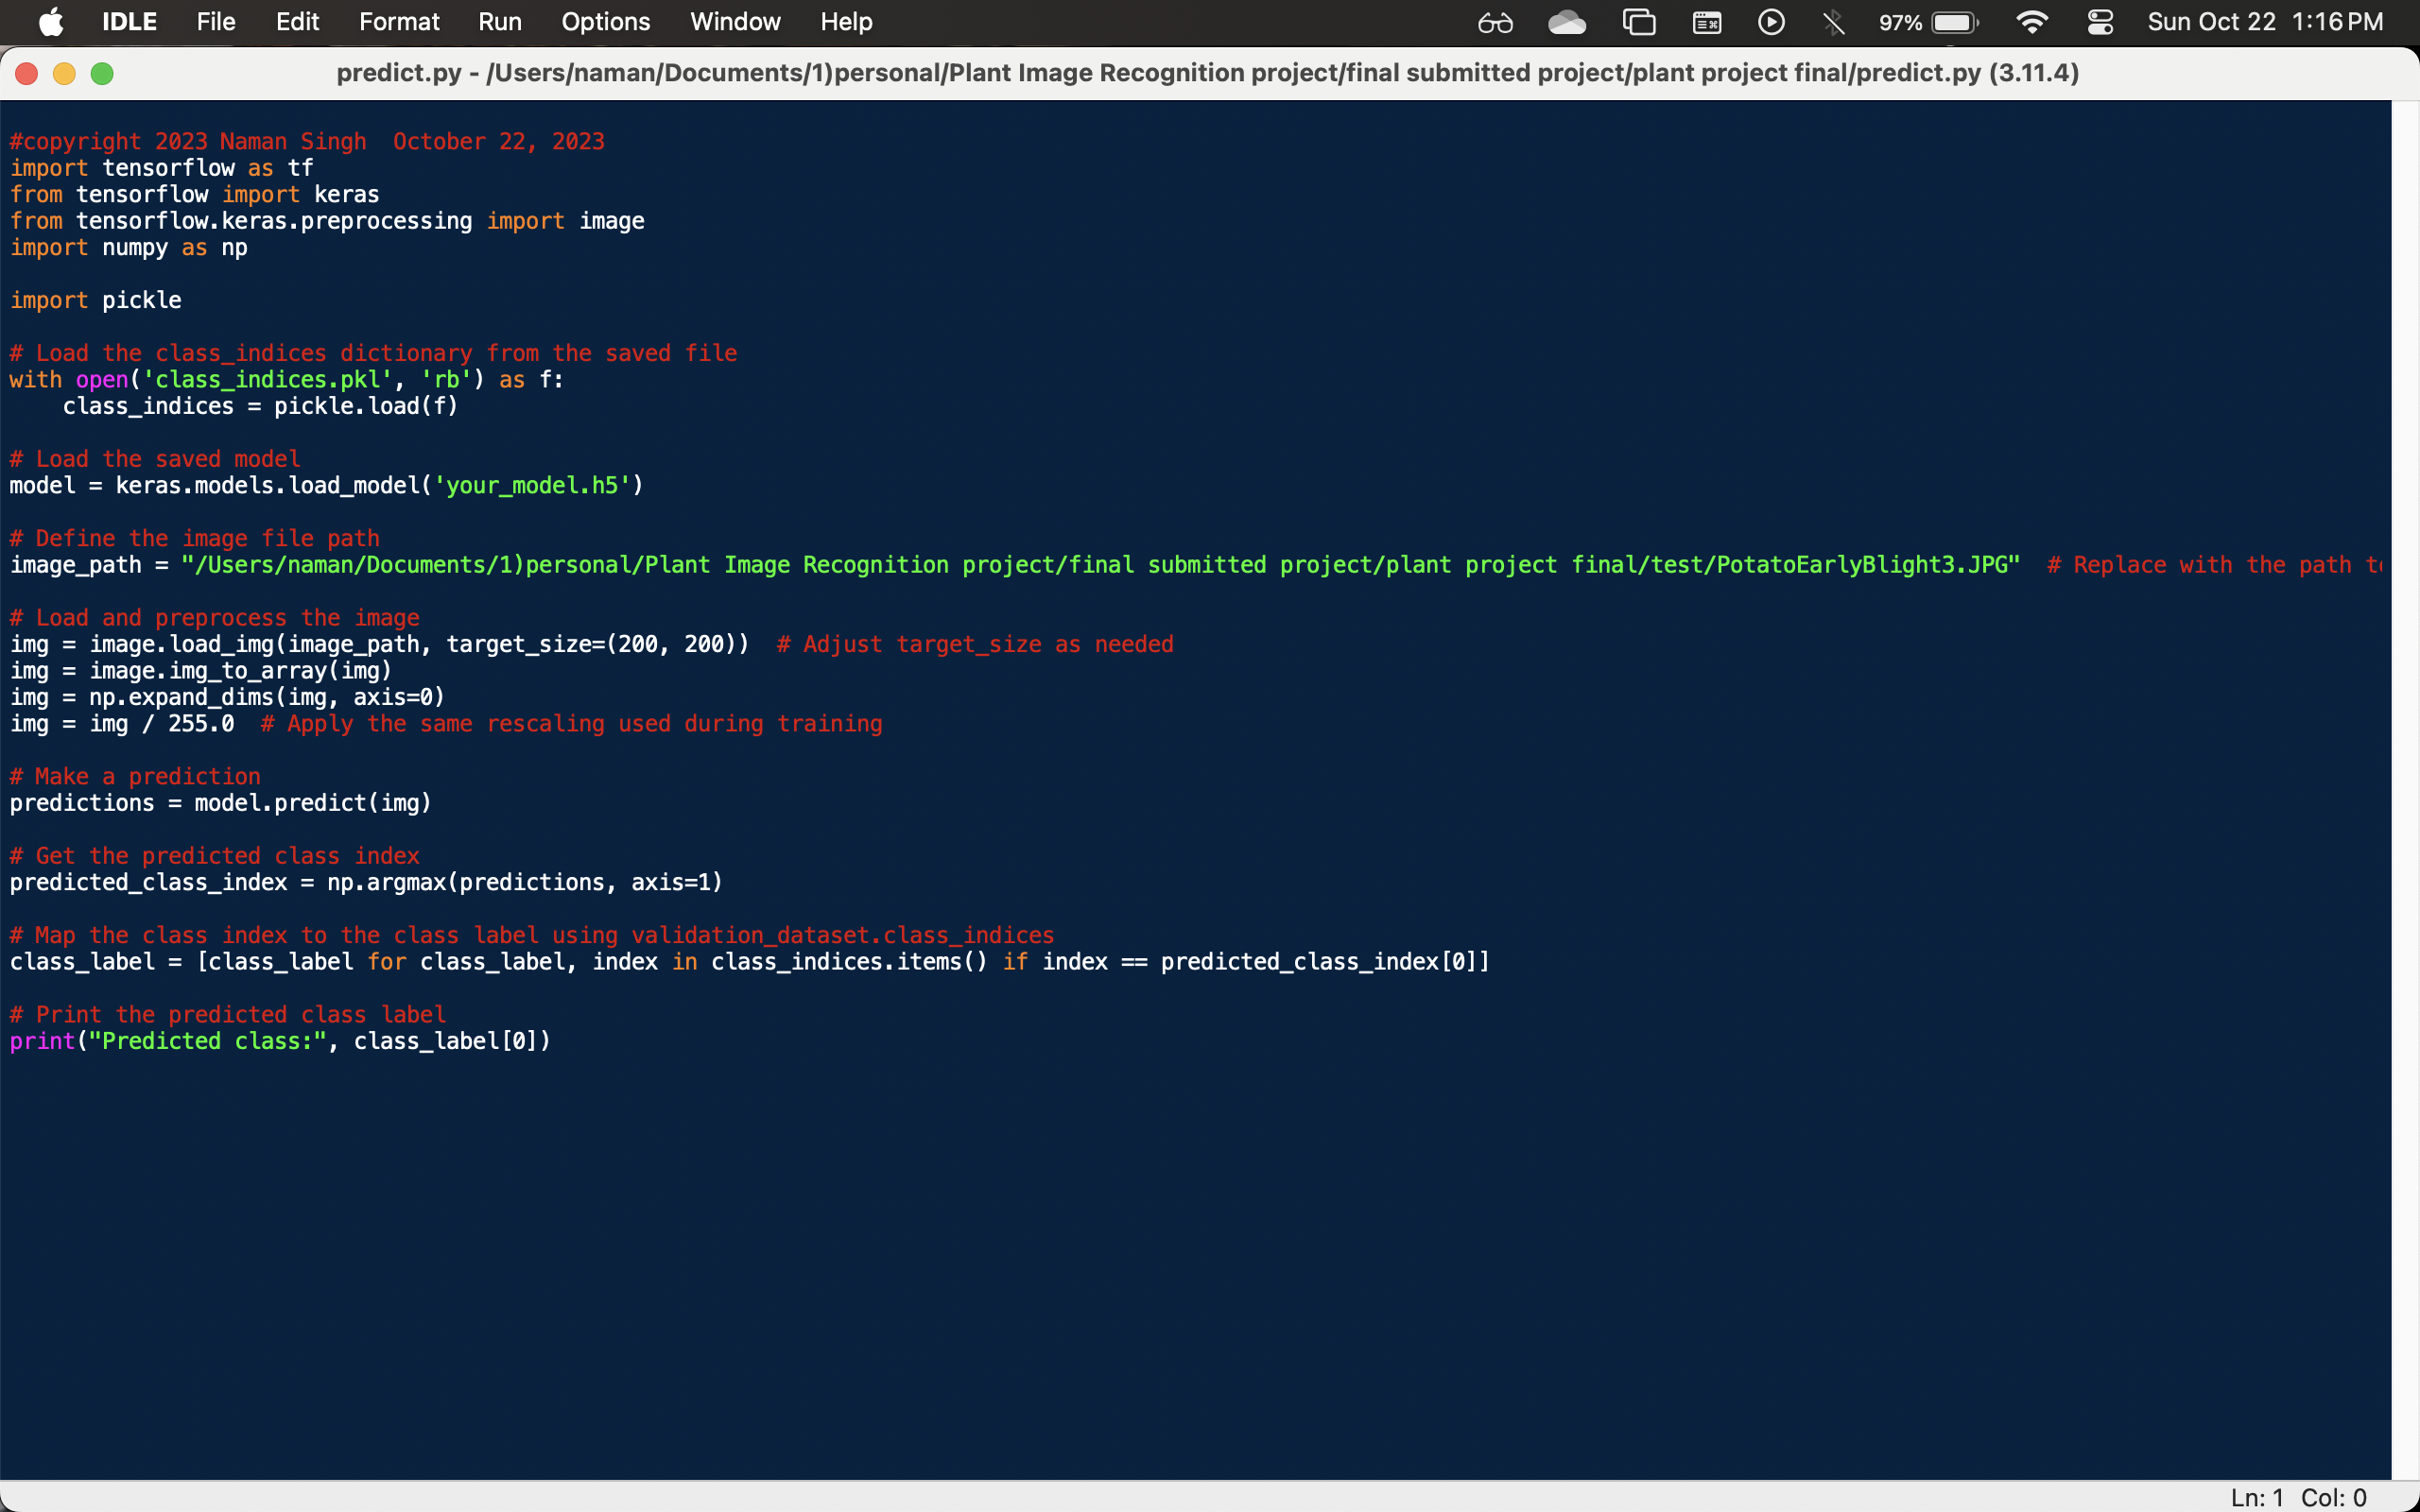 IDLE File Edit Format Run Options Window Help 97% Sun Oct 22 1:16 PM
predict.py - /Users/naman/Documents/1)personal/Plant Image Recognition project/final submitted project/plant project final/predict.py (3.11.4)
#copyright 2023 Naman Singh  October 22, 2023
import tensorflow as tf
from tensorflow import keras
from tensorflow.keras.preprocessing import image
import numpy as np
import pickle
# Load the class_indices dictionary from the saved file
with open('class_indices.pkl', 'rb') as f:
    class_indices = pickle.load(f)
# Load the saved model
model = keras.models.load_model('your_model.h5')
# Define the image file path
image_path = "/Users/naman/Documents/1)personal/Plant Image Recognition project/final submitted project/plant project final/test/PotatoEarlyBlight3.JPG"  # Replace with the path
# Load and preprocess the image
img = image.load_img(image_path, target_size=(200, 200))  # Adjust target_size as needed
img = image.img_to_array(img)
img = np.expand_dims(img, axis=0)
img = img / 255.0  # Apply the same rescaling used during training
# Make a prediction
predictions = model.predict(img)
# Get the predicted class index
predicted_class_index = np.argmax(predictions, axis=1)
# Map the class index to the class label using validation_dataset.class_indices
class_label = [class_label for class_label, index in class_indices.items() if index == predicted_class_index[0]]
# Print the predicted class label
print("Predicted class:", class_label[0])
Ln: 1 Col: 0